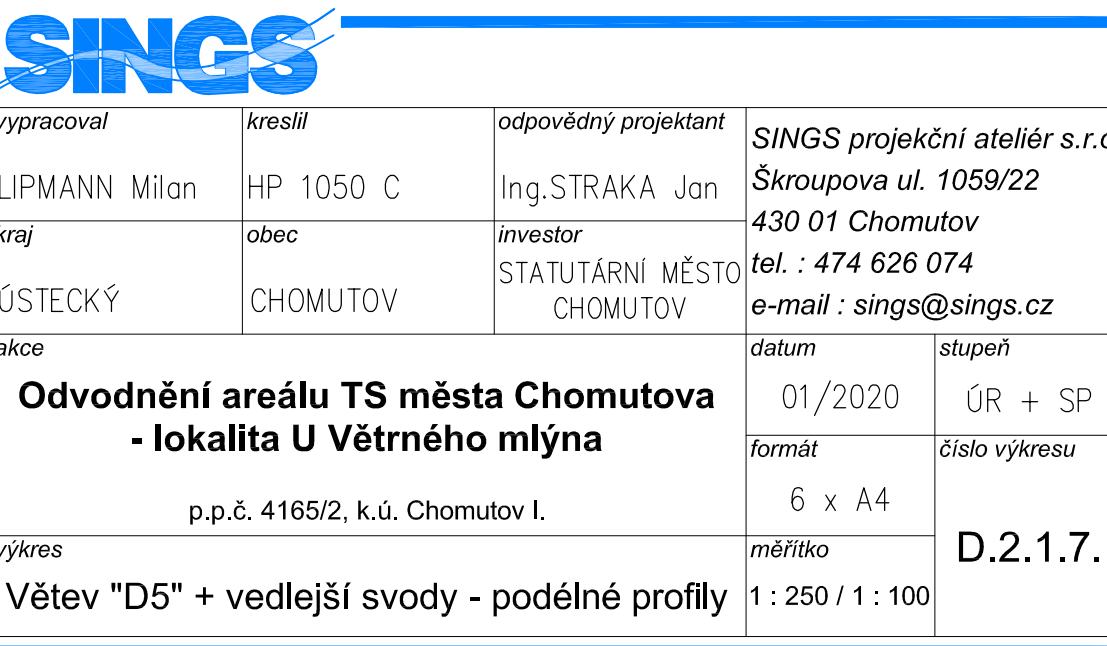 SINGS
vypracoval
kreslil
odpovědný projektant
LIPMANN Milan
HP 1050 C
Ing.STRAKA Jan
SINGS projekční ateliér s.r.o
Škroupova ul. 1059/22
430 01 Chomutov
tel. : 474 626 074
e-mail : sings@sings.cz
kraj
obec
investor
ÚSTECKÝ
CHOMUTOV
STATUTÁRNÍ MĚSTO
CHOMUTOV
akce
Odvodnění areálu TS města Chomutova
- lokalita U Větrného mlýna
p.p.č. 4165/2, k.ú. Chomutov I.
datum
stupeň
01/2020
ÚR + SP
formát
číslo výkresu
6 x A4
D.2.1.7.
výkres
měřítko
Větev "D5" + vedlejší svody - podélné profily
1 : 250 / 1 : 100